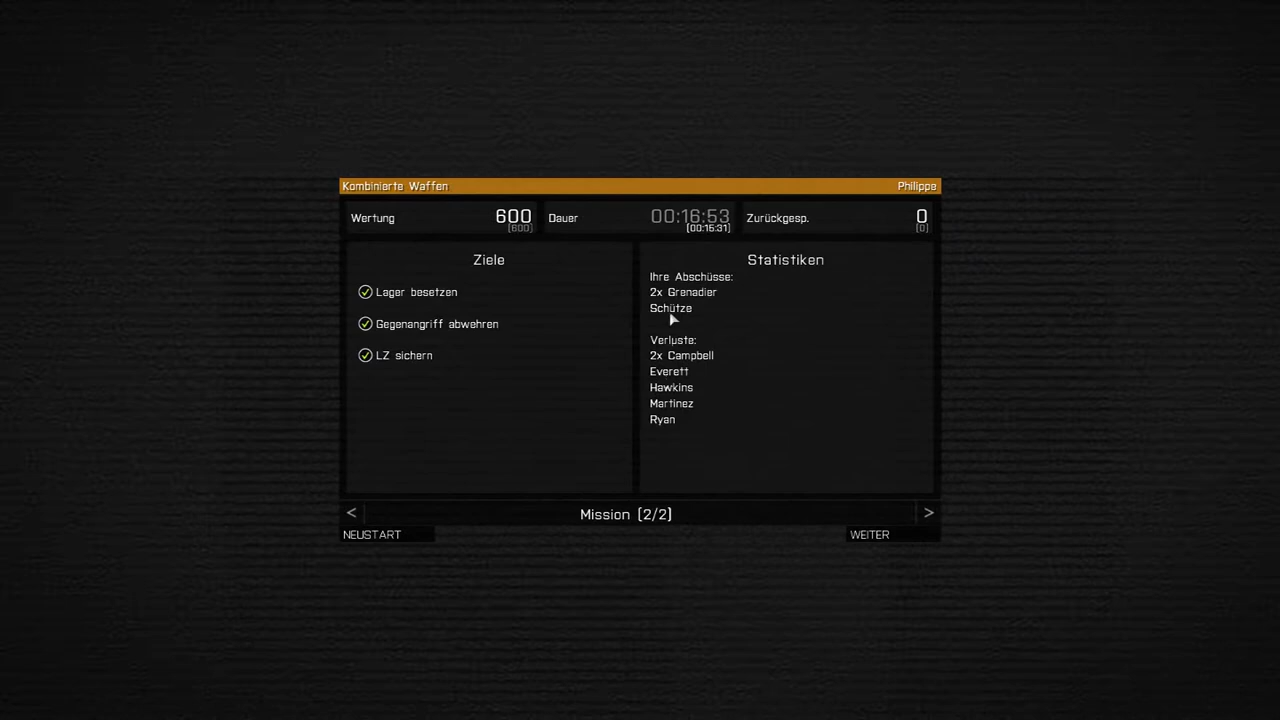 Kombinierte Waffen Philippe
Wertung 600 Dauer 00:16:53 Zurückgesp. 0
[600] [00:15:31] [0]
Ziele
Lager besetzen
Gegenangriff abwehren
LZ sichern
Statistiken
Ihre Abschüsse:
2x Grenadier
Schütze
Verluste:
2x Campbell
Everett
Hawkins
Martinez
Ryan
< Mission [2/2] >
NEUSTART WEITER